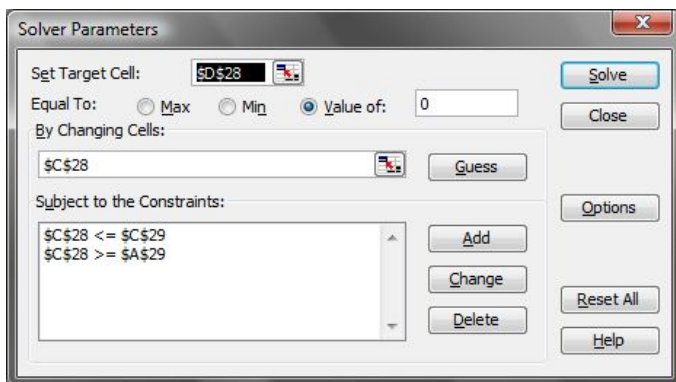 Solver Parameters
Set Target Cell: $D$28
Solve
Equal To: Max Min Value of: 0
Close
By Changing Cells:
$C$28 Guess
Subject to the Constraints:
Options
$C$28 <= $C$29
$C$28 >= $A$29
Add
Change
Reset All
Delete
Help